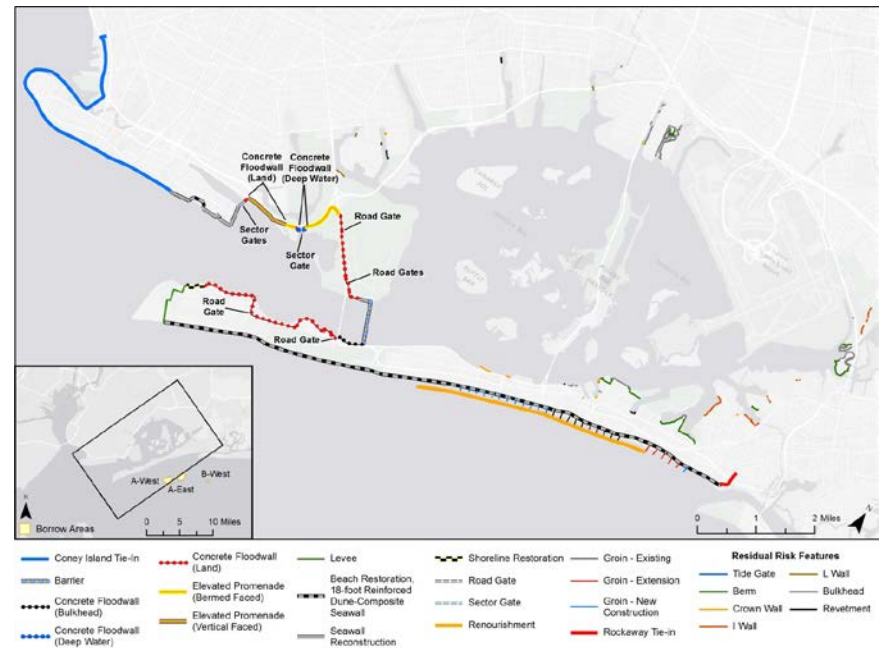 Concrete
Floodwall
(Land)
Concrete
Floodwall
(Deep Water)
Sector
Gates
Sector
Gate
Road Gate
Road Gates
Road
Gate
Road Gate
A-West
A-East
B-West
Borrow Areas
0 5 10 Miles
0 1 2 Miles
N
Coney Island Tie-In
Barrier
Concrete Floodwall
(Bulkhead)
Concrete Floodwall
(Deep Water)
Concrete Floodwall
(Land)
Elevated Promenade
(Bermed Faced)
Elevated Promenade
(Vertical Faced)
Levee
Beach Restoration,
18-foot Reinforced
Dune-Composite
Seawall
Seawall
Reconstruction
Shoreline Restoration
Road Gate
Sector Gate
Renourishment
Groin - Existing
Groin - Extension
Groin - New
Construction
Rockaway Tie-in
Residual Risk Features
Tide Gate
Berm
Crown Wall
I Wall
L Wall
Bulkhead
Revetment